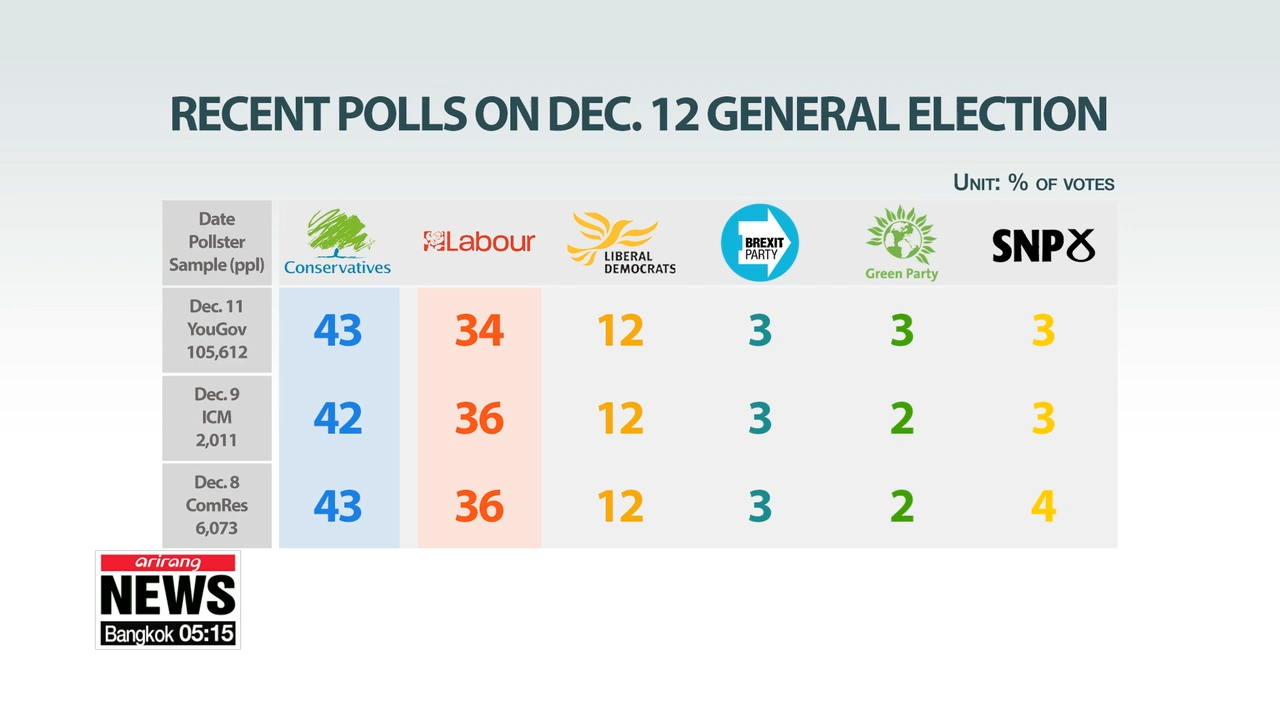 RECENT POLLS ON DEC. 12 GENERAL ELECTION
UNIT: % OF VOTES
Date
Pollster
Sample (ppl)
Conservatives
Labour
LIBERAL
DEMOCRATS
BREXIT
PARTY
Green Party
SNP
Dec. 11
YouGov
105,612
43 34 12 3 3 3
Dec. 9
ICM
2,011
42 36 12 3 2 3
Dec. 8
ComRes
6,073
43 36 12 3 2 4
arirang
NEWS
Bangkok 05:15